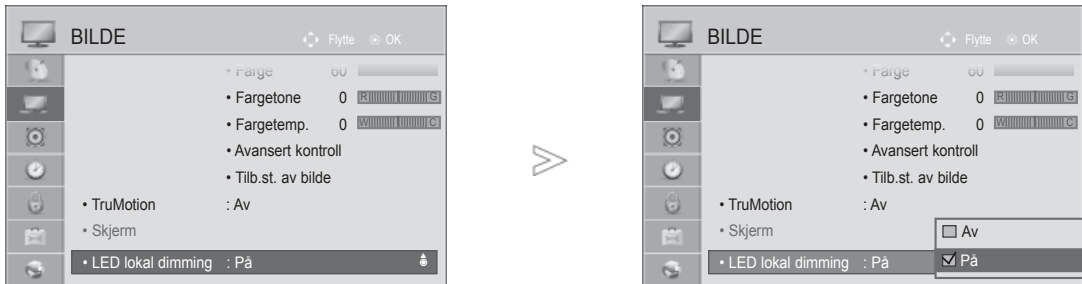 BILDE Flytte OK
• Farge 60
• Fargetone 0 R G
• Fargetemp. 0 W C
• Avansert kontroll
• Tilb.st. av bilde
• TruMotion : Av
• Skjerm
• LED lokal dimming : På
BILDE Flytte OK
• Farge 60
• Fargetone 0 R G
• Fargetemp. 0 W C
• Avansert kontroll
• Tilb.st. av bilde
• TruMotion : Av
• Skjerm
Av
• LED lokal dimming : På
På